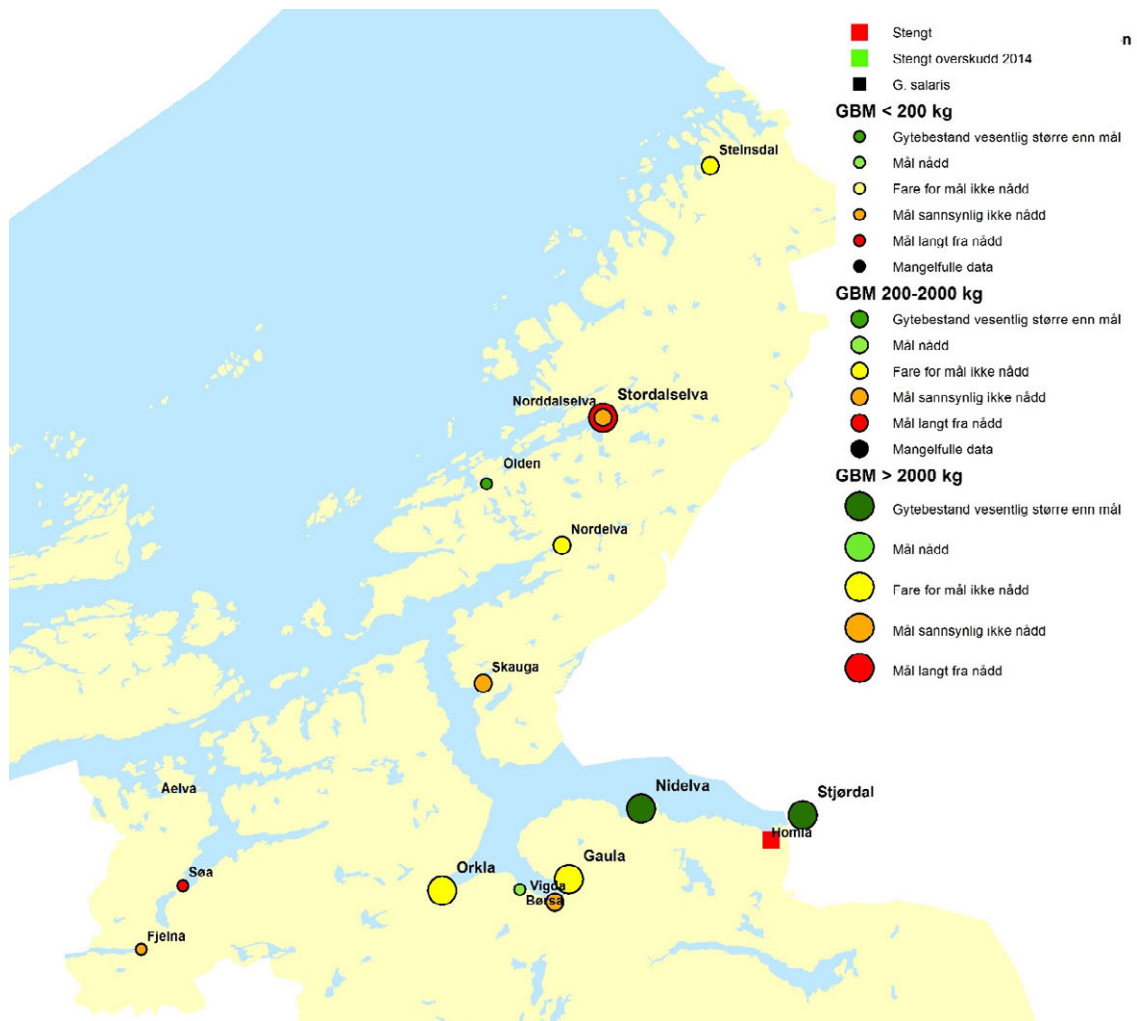 Stengt
n
Stengt overskudd 2014
G. salaris
GBM < 200 kg
Gytebestand vesentlig større enn mål
Mål nådd
Fare for mål ikke nådd
Mål sannsynlig ikke nådd
Mål langt fra nådd
Mangelfulle data
GBM 200-2000 kg
Gytebestand vesentlig større enn mål
Mål nådd
Fare for mål ikke nådd
Mål sannsynlig ikke nådd
Mål langt fra nådd
Mangelfulle data
GBM > 2000 kg
Gytebestand vesentlig større enn mål
Mål nådd
Fare for mål ikke nådd
Mål sannsynlig ikke nådd
Mål langt fra nådd
Steinsdal
Norddalselva
Stordalselva
Olden
Nordelva
Skauga
Aelva
Nidelva
Stjørdal
Homla
Søa
Orkla
Gaula
Vigda
Børsa
Fjelna